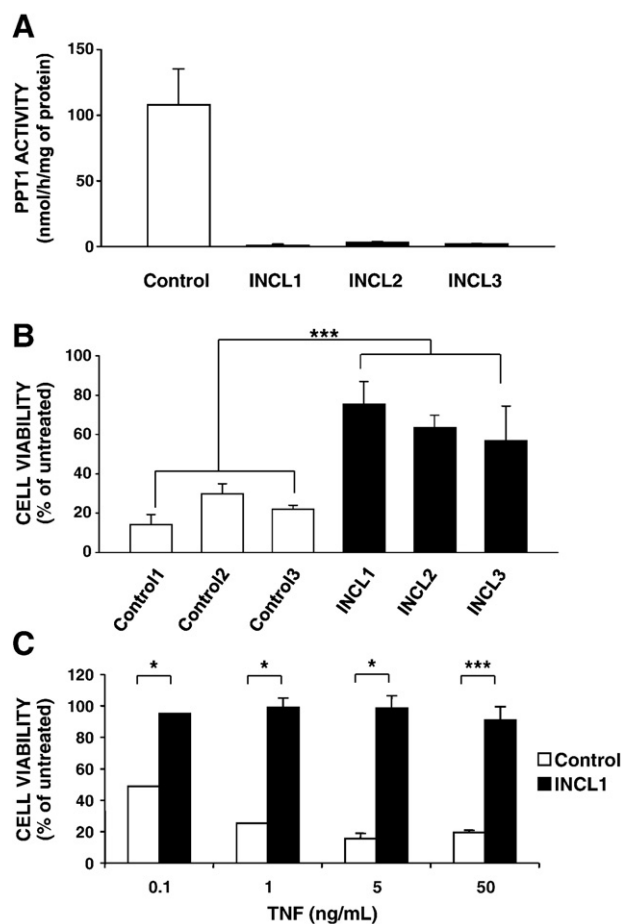 A
PPT1 ACTIVITY
(nmol/h/mg of protein)
150
100
50
0
Control INCL1 INCL2 INCL3
B
***
CELL VIABILITY
(% of untreated)
100
80
60
40
20
0
Control1 Control2 Control3 INCL1 INCL2 INCL3
C
CELL VIABILITY
(% of untreated)
120
100
80
60
40
20
0
* * * ***
Control
INCL1
0.1 1 5 50
TNF (ng/mL)